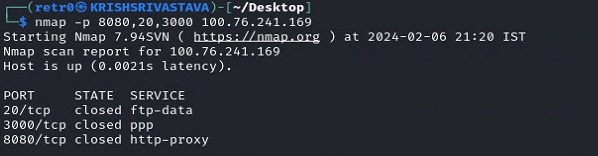 ┌──(retr0㉿KRISHSRIVASTAVA)-[~/Desktop]
└─$ nmap -p 8080,20,3000 100.76.241.169
Starting Nmap 7.94SVN ( https://nmap.org ) at 2024-02-06 21:20 IST
Nmap scan report for 100.76.241.169
Host is up (0.0021s latency).

PORT     STATE  SERVICE
20/tcp   closed ftp-data
3000/tcp closed ppp
8080/tcp closed http-proxy